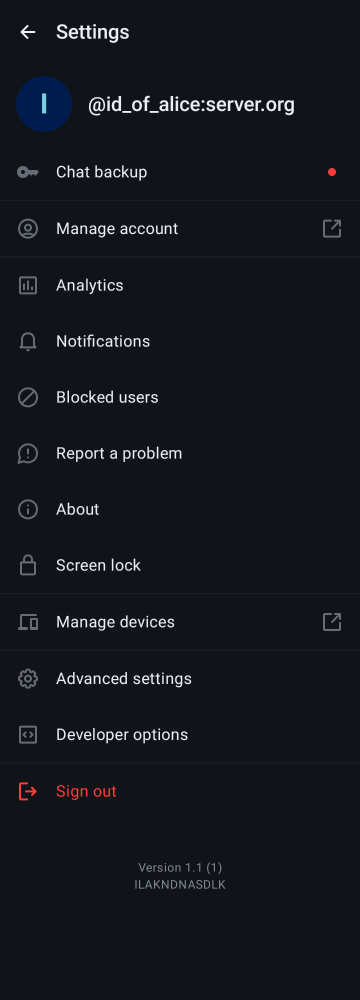 Settings
I
@id_of_alice:server.org
Chat backup
Manage account
Analytics
Notifications
Blocked users
Report a problem
About
Screen lock
Manage devices
Advanced settings
Developer options
Sign out
Version 1.1 (1)
ILAKNDNASDLK